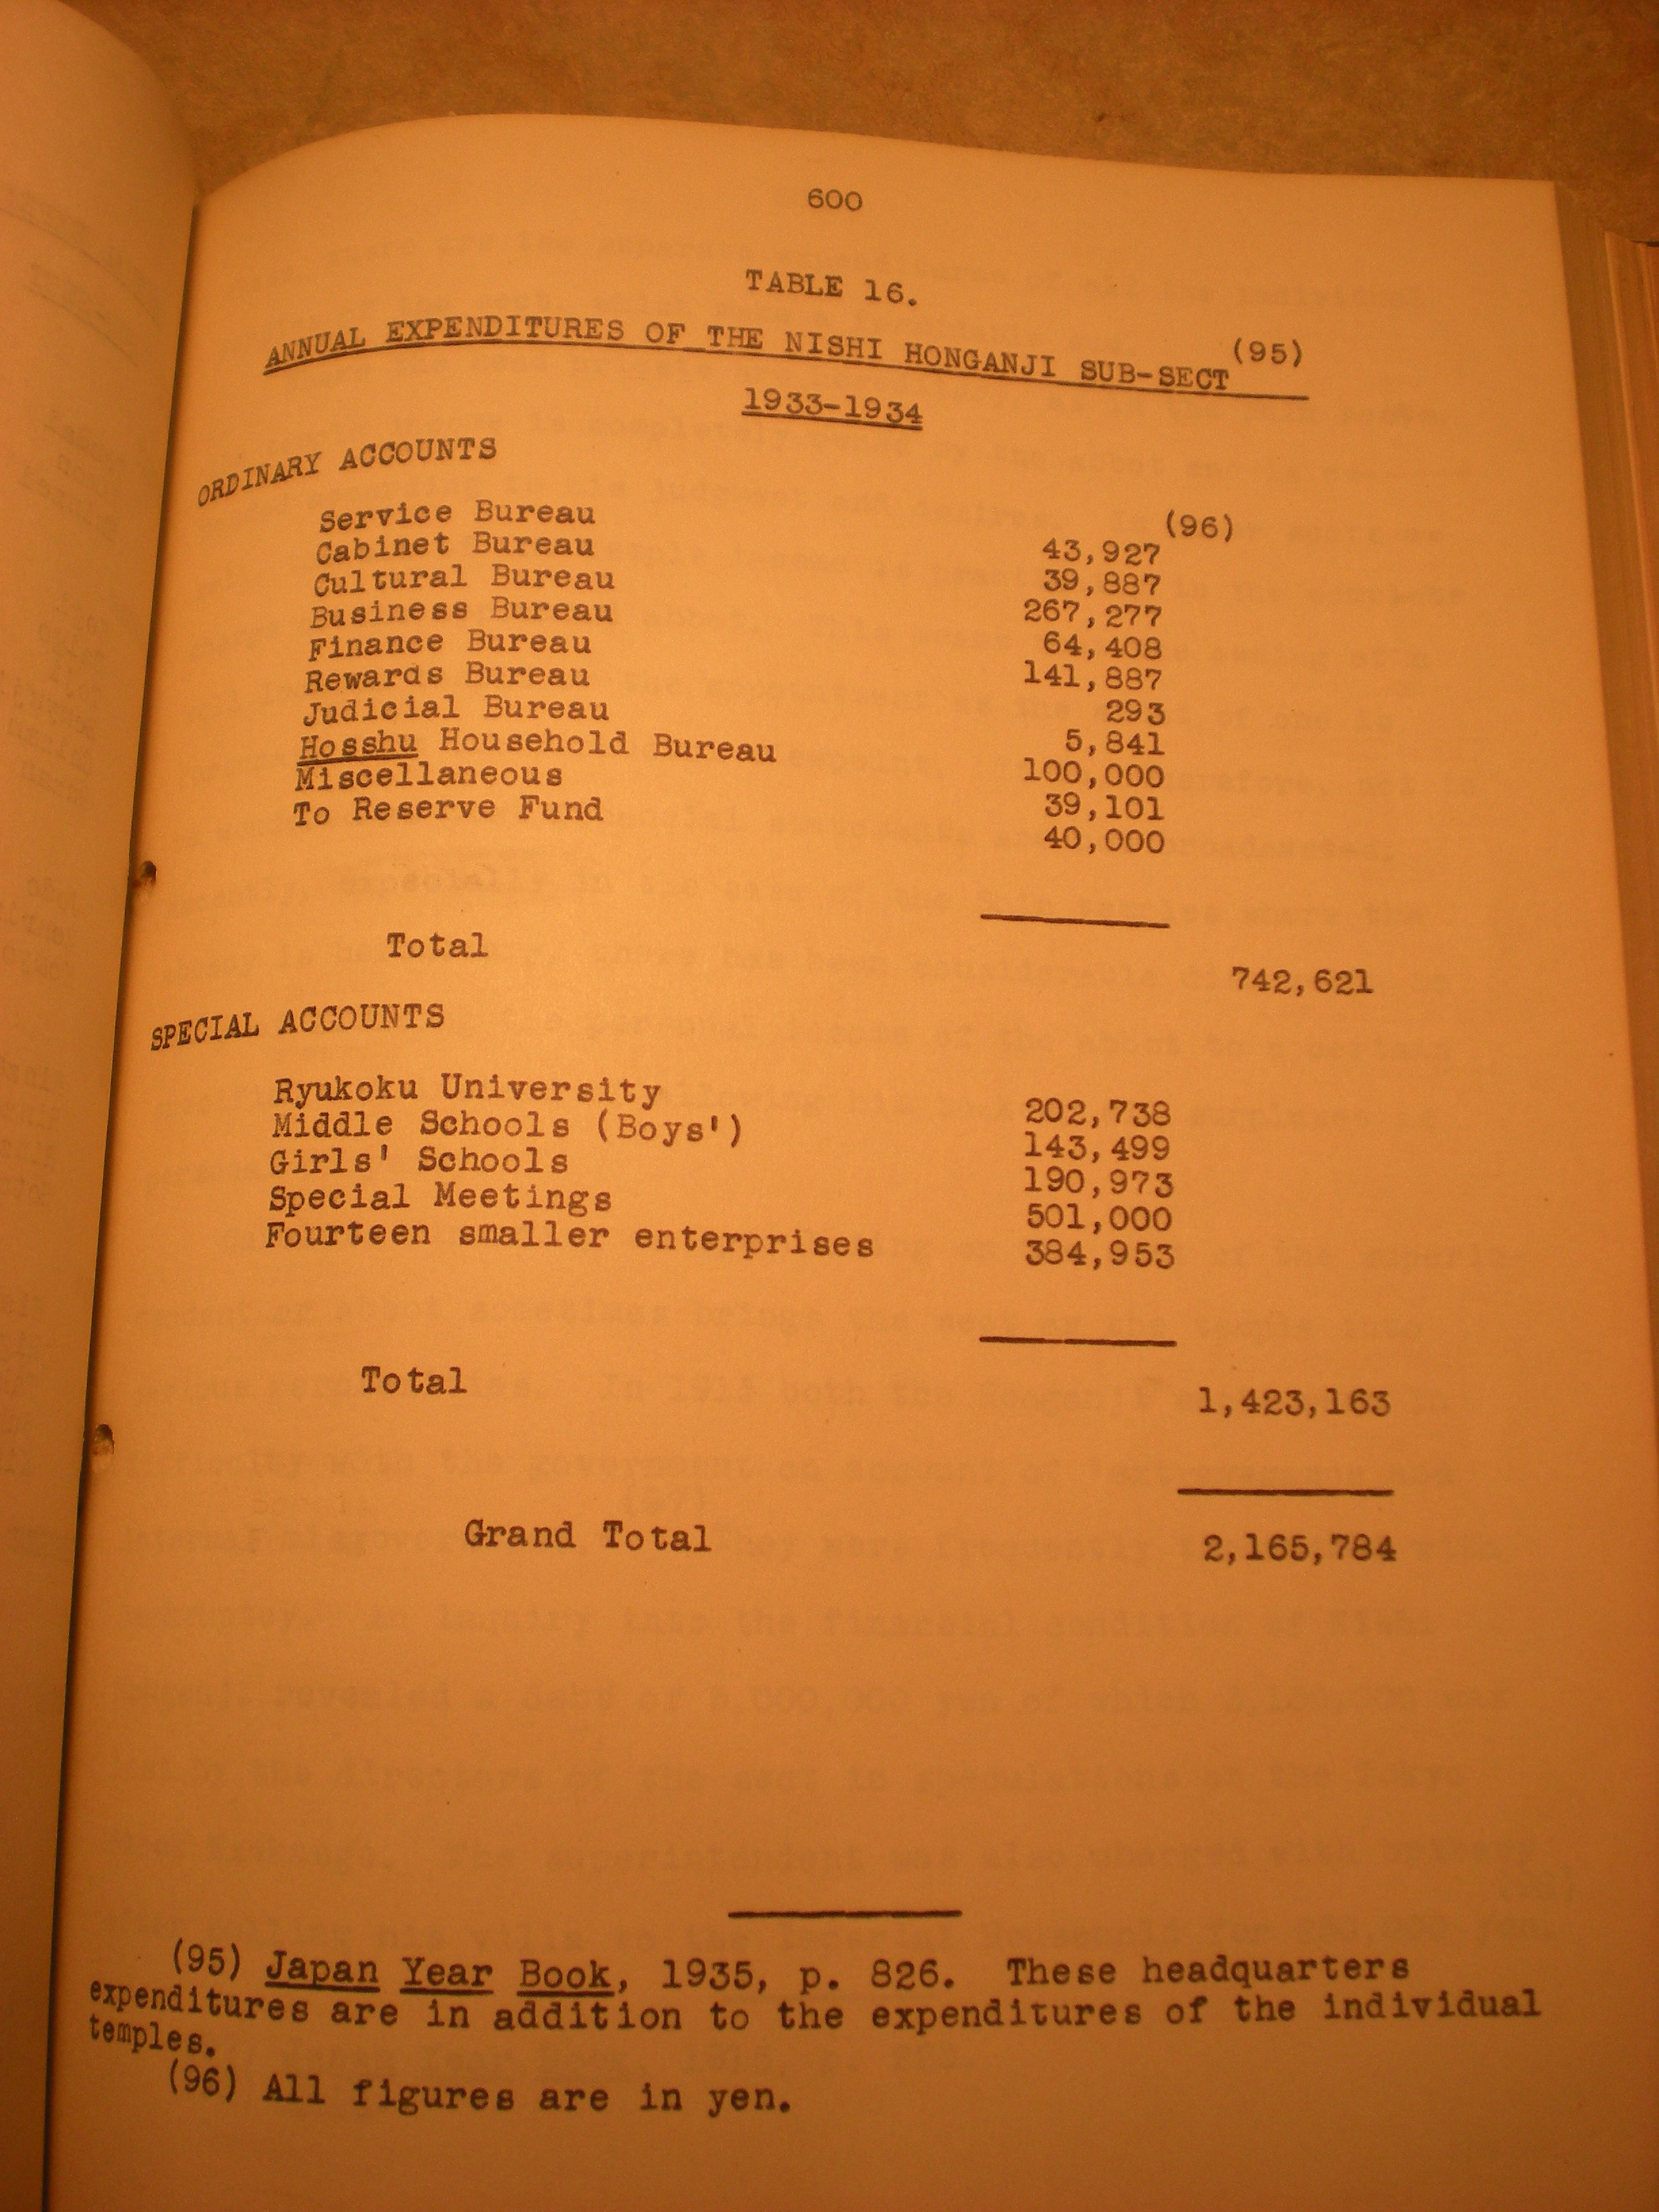 600
TABLE 16.
ANNUAL EXPENDITURES OF THE NISHI HONGANJI SUB-SECT (95)
1933-1934
ORDINARY ACCOUNTS
Service Bureau 43,927 (96)
Cabinet Bureau 39,887
Cultural Bureau 267,277
Business Bureau 64,408
Finance Bureau 141,887
Rewards Bureau 293
Judicial Bureau 5,841
Hosshu Household Bureau 100,000
Miscellaneous 39,101
To Reserve Fund 40,000
Total 742,621
SPECIAL ACCOUNTS
Ryukoku University 202,738
Middle Schools (Boys') 143,499
Girls' Schools 190,973
Special Meetings 501,000
Fourteen smaller enterprises 384,953
Total 1,423,163
Grand Total 2,165,784
(95) Japan Year Book, 1935, p. 826. These headquarters
expenditures are in addition to the expenditures of the individual
temples.
(96) All figures are in yen.